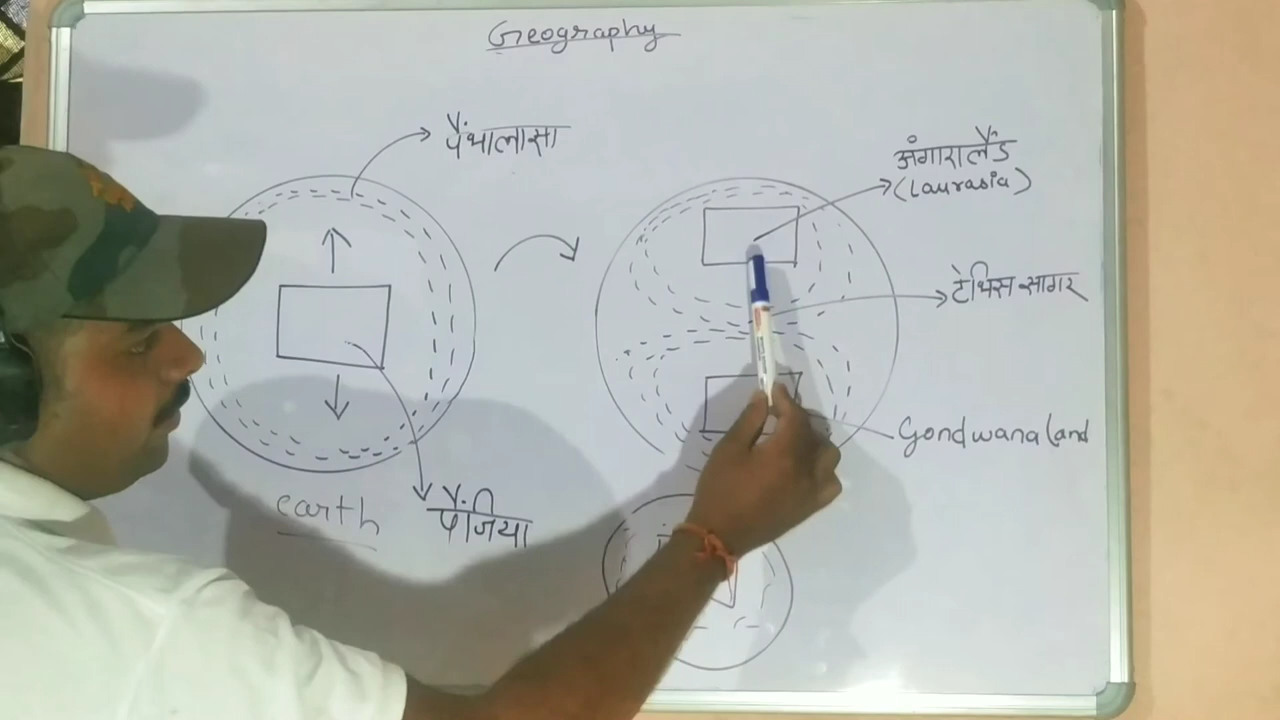 Geography
पैंथालासा
अंगारालैंड
(Laurasia)
टेथिस सागर
Gondwana land
earth
पैंजिया